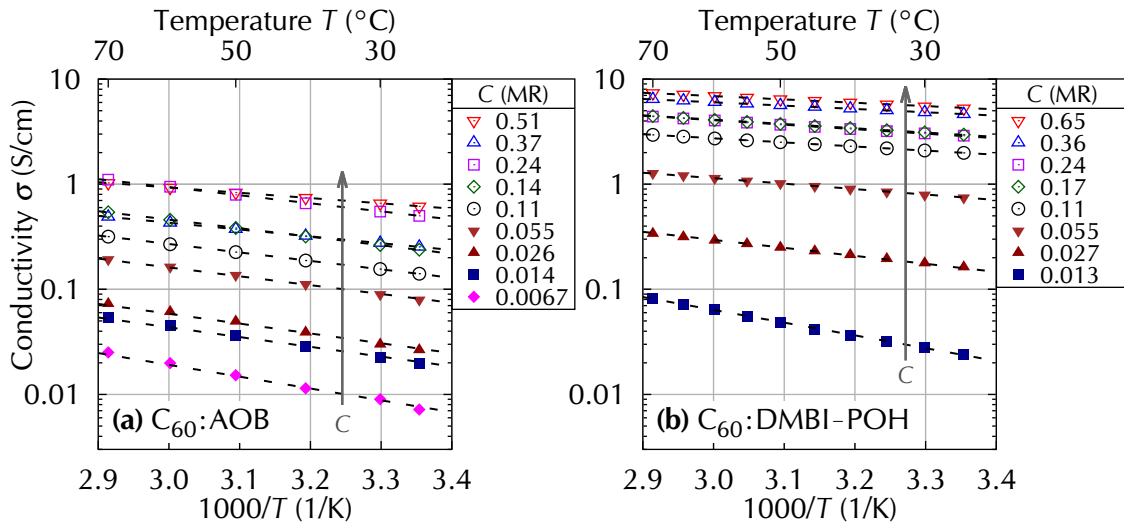 Temperature T (°C)
70 50 30
Conductivity σ (S/cm)
10
1
0.1
0.01
C (MR)
0.51
0.37
0.24
0.14
0.11
0.055
0.026
0.014
0.0067
C
(a) C₆₀:AOB
2.9 3.0 3.1 3.2 3.3 3.4
1000/T (1/K)
Temperature T (°C)
70 50 30
10
1
0.1
0.01
C (MR)
0.65
0.36
0.24
0.17
0.11
0.055
0.027
0.013
C
(b) C₆₀:DMBI-POH
2.9 3.0 3.1 3.2 3.3 3.4
1000/T (1/K)